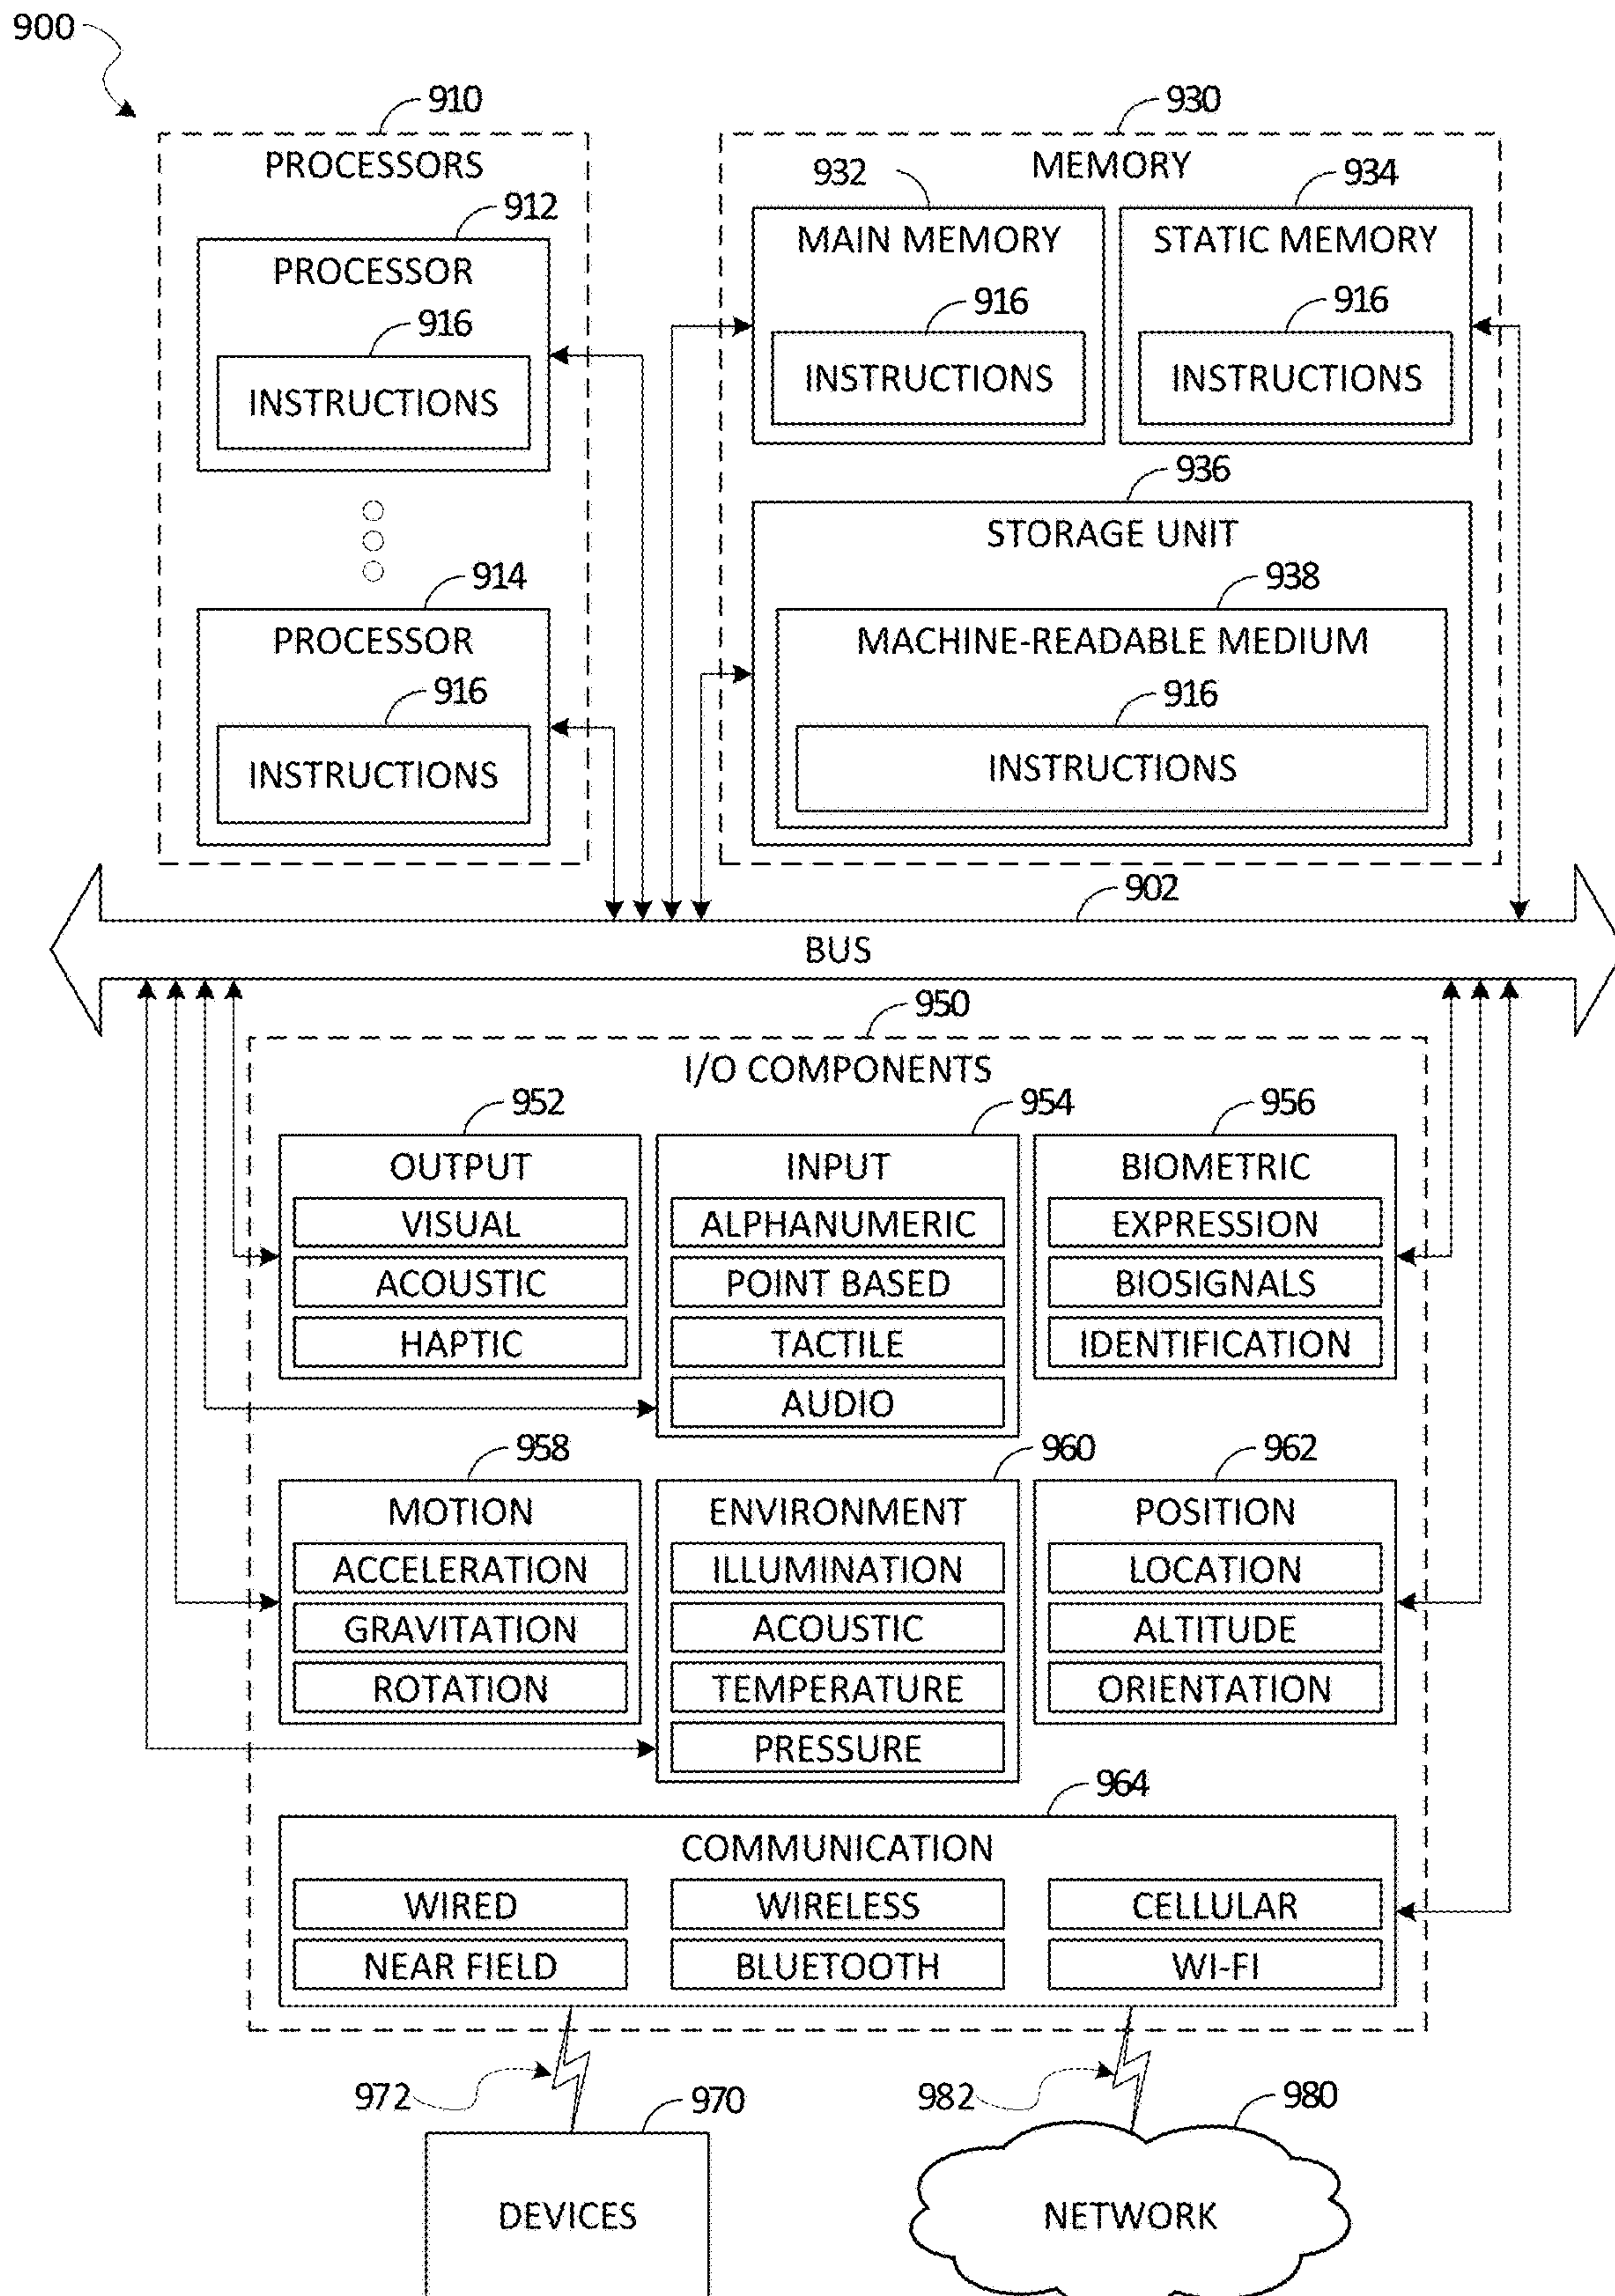 900
910
930
PROCESSORS
MEMORY
932
934
912
MAIN MEMORY
STATIC MEMORY
PROCESSOR
916
916
916
INSTRUCTIONS
INSTRUCTIONS
INSTRUCTIONS
936
STORAGE UNIT
914
938
PROCESSOR
MACHINE-READABLE MEDIUM
916
916
INSTRUCTIONS
INSTRUCTIONS
902
BUS
950
I/O COMPONENTS
952
954
956
OUTPUT
INPUT
BIOMETRIC
VISUAL
ALPHANUMERIC
EXPRESSION
ACOUSTIC
POINT BASED
BIOSIGNALS
HAPTIC
TACTILE
IDENTIFICATION
AUDIO
958
960
962
MOTION
ENVIRONMENT
POSITION
ACCELERATION
ILLUMINATION
LOCATION
GRAVITATION
ACOUSTIC
ALTITUDE
ROTATION
TEMPERATURE
ORIENTATION
PRESSURE
964
COMMUNICATION
WIRED
WIRELESS
CELLULAR
NEAR FIELD
BLUETOOTH
WI-FI
972
970
982
980
DEVICES
NETWORK